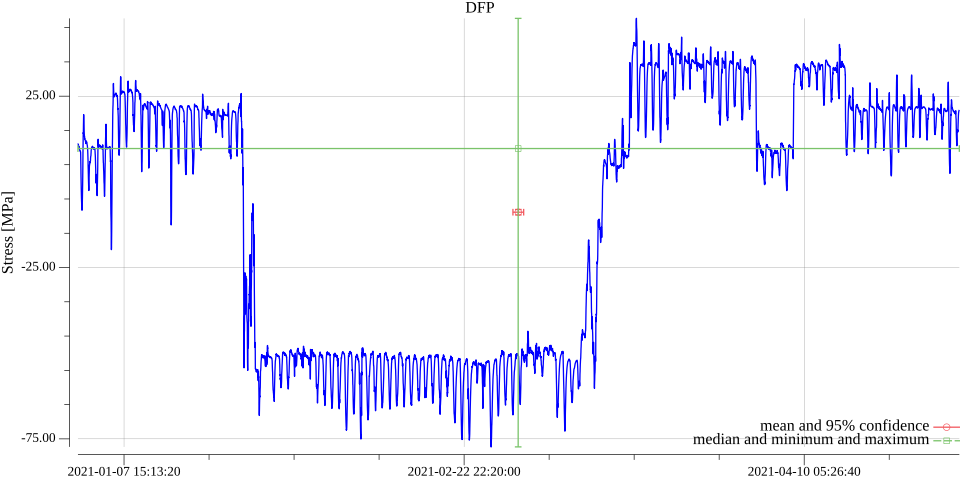 DFP
25.00
-25.00
-75.00
Stress [MPa]
mean and 95% confidence
median and minimum and maximum
2021-01-07 15:13:20
2021-02-22 22:20:00
2021-04-10 05:26:40